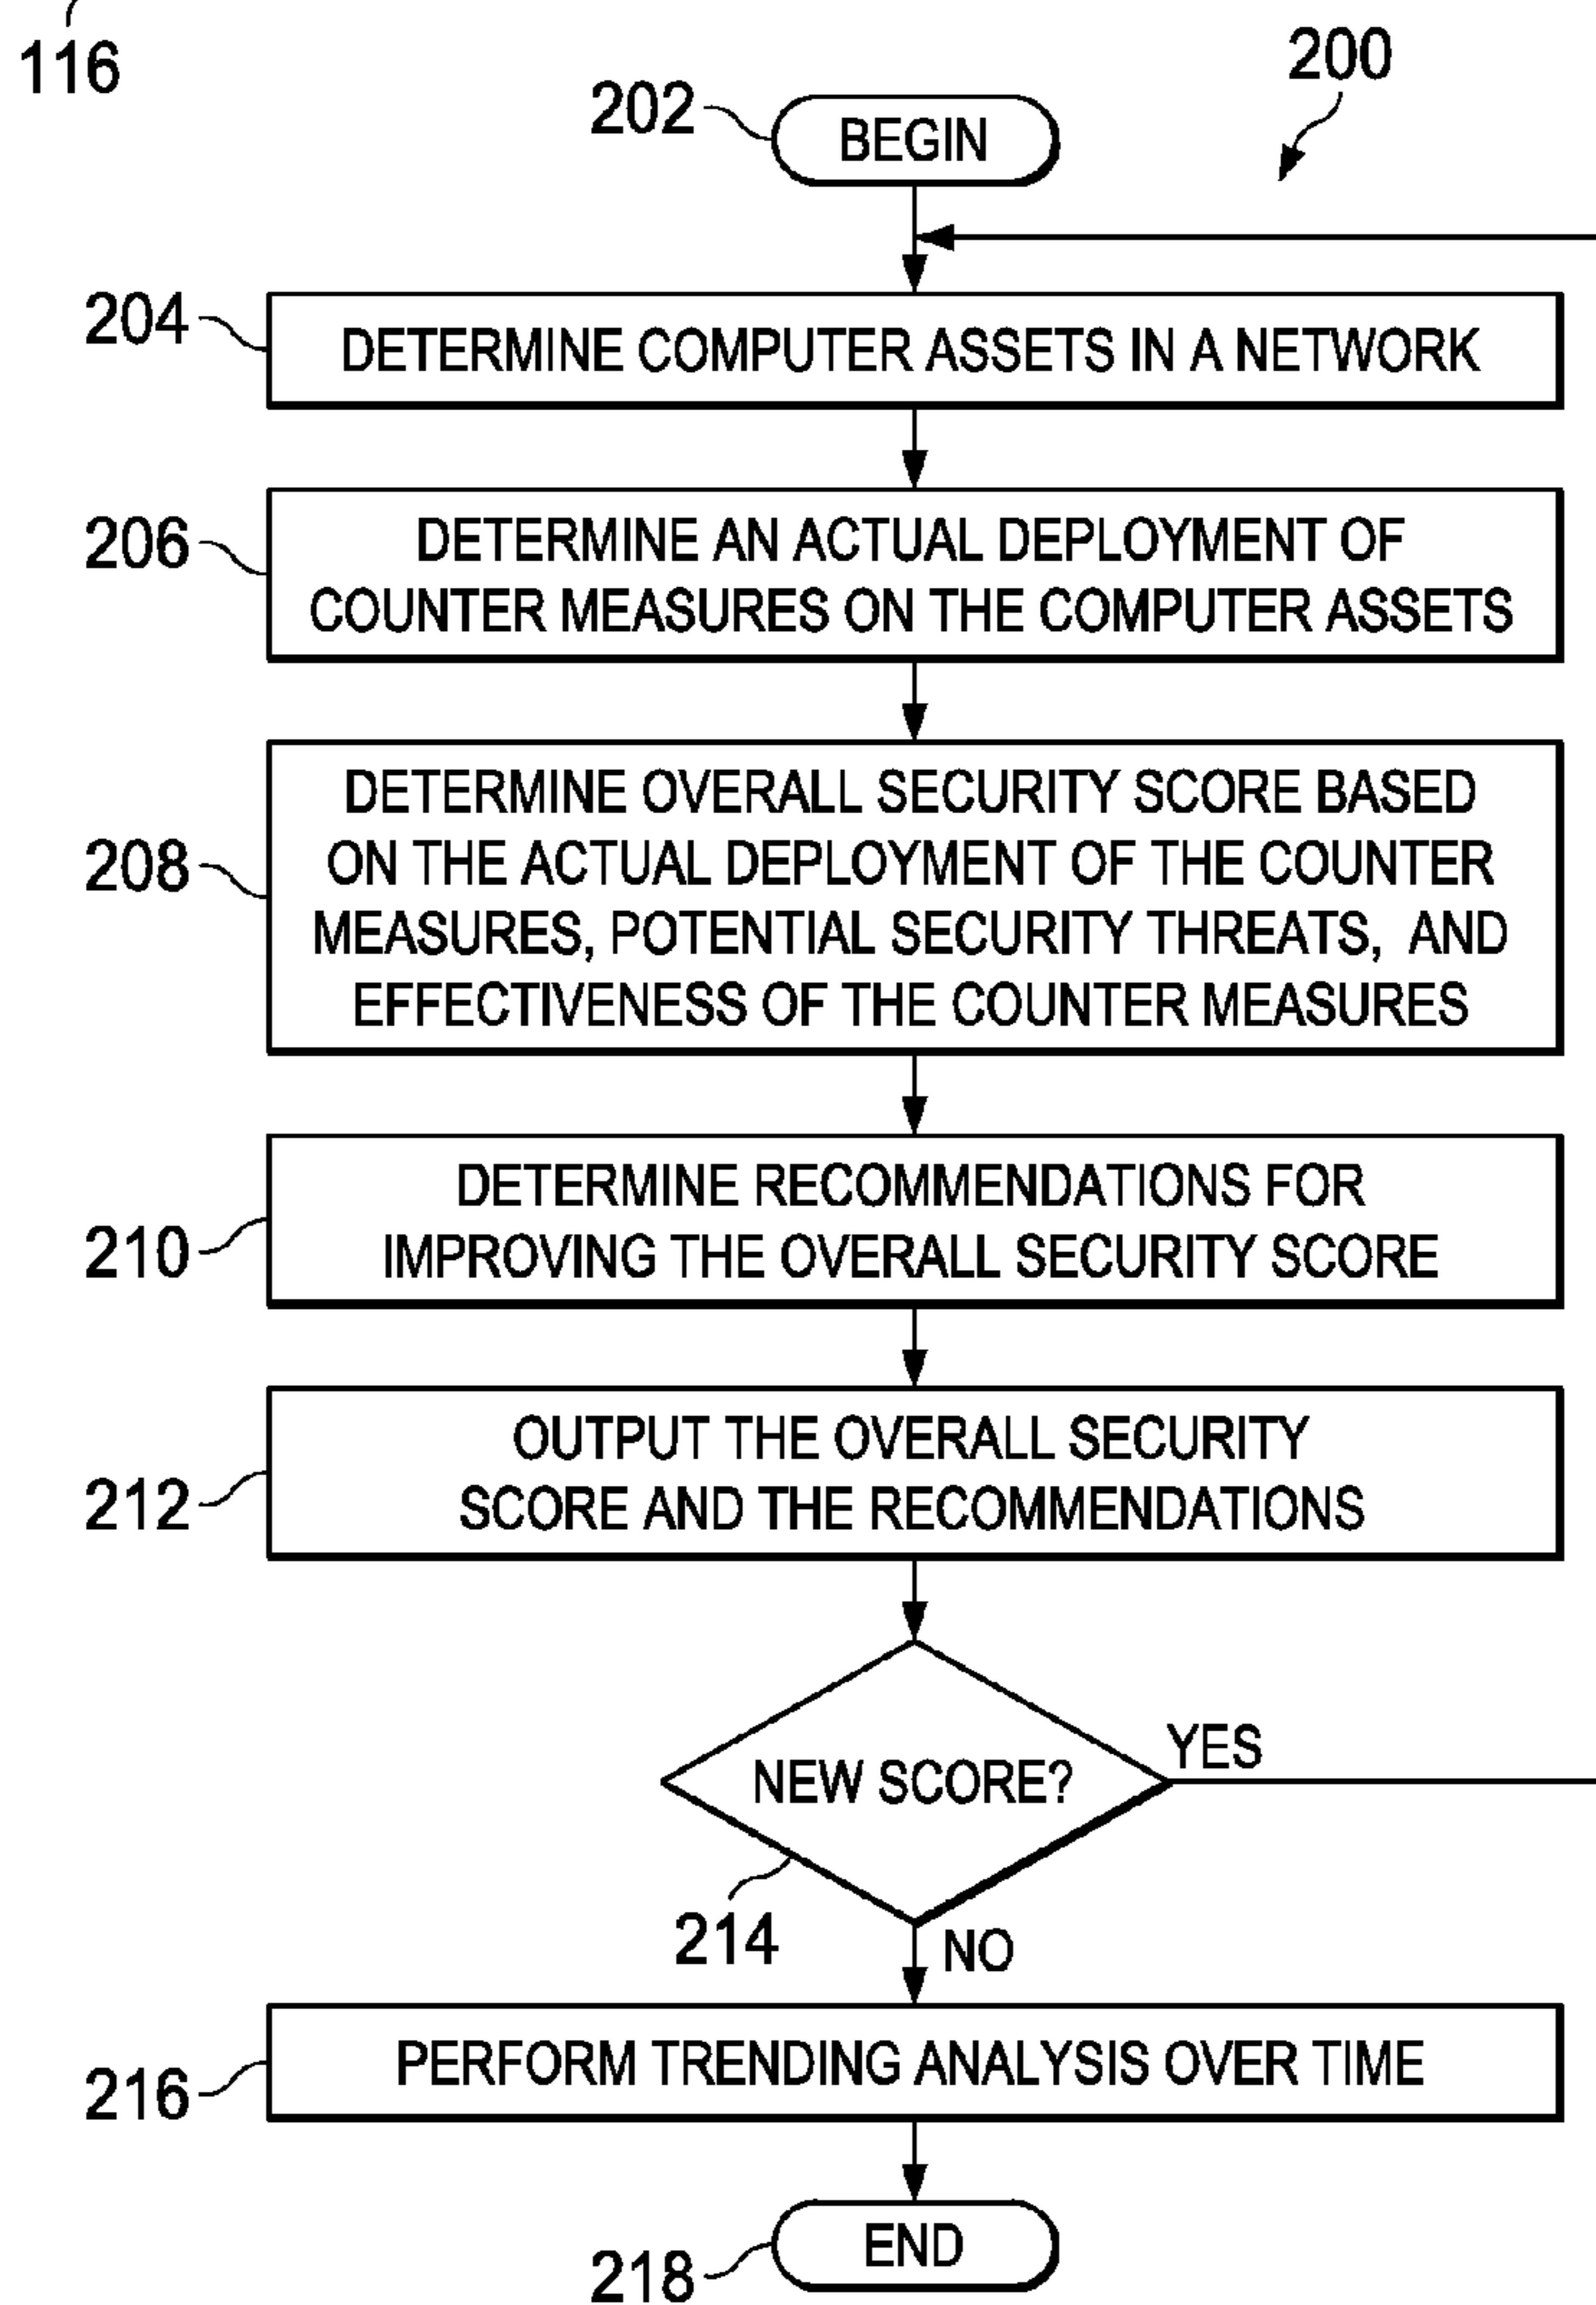 116
200
202
BEGIN
204
DETERMINE COMPUTER ASSETS IN A NETWORK
206
DETERMINE AN ACTUAL DEPLOYMENT OF
COUNTER MEASURES ON THE COMPUTER ASSETS
208
DETERMINE OVERALL SECURITY SCORE BASED
ON THE ACTUAL DEPLOYMENT OF THE COUNTER
MEASURES, POTENTIAL SECURITY THREATS, AND
EFFECTIVENESS OF THE COUNTER MEASURES
210
DETERMINE RECOMMENDATIONS FOR
IMPROVING THE OVERALL SECURITY SCORE
212
OUTPUT THE OVERALL SECURITY
SCORE AND THE RECOMMENDATIONS
NEW SCORE?
YES
214
NO
216
PERFORM TRENDING ANALYSIS OVER TIME
218
END